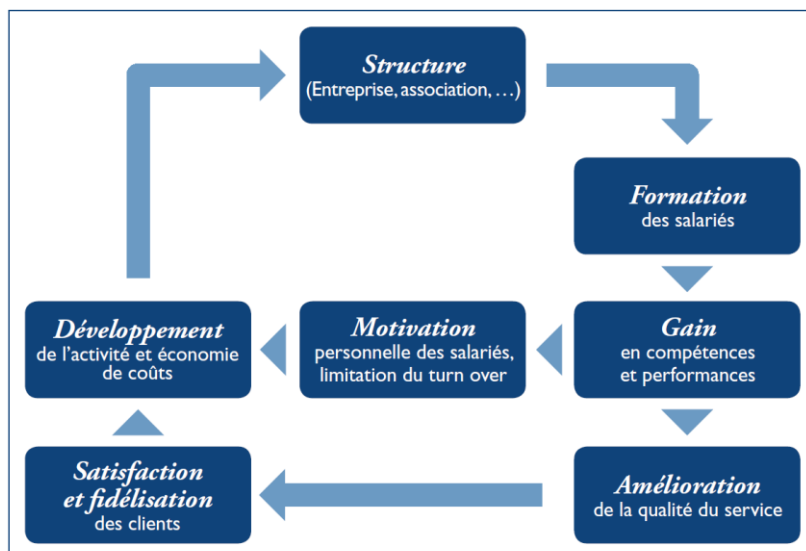 Structure
(Entreprise, association, …)
Formation
des salariés
Gain
en compétences
et performances
Motivation
personnelle des salariés,
limitation du turn over
Développement
de l’activité et économie
de coûts
Amélioration
de la qualité du service
Satisfaction
et fidélisation
des clients